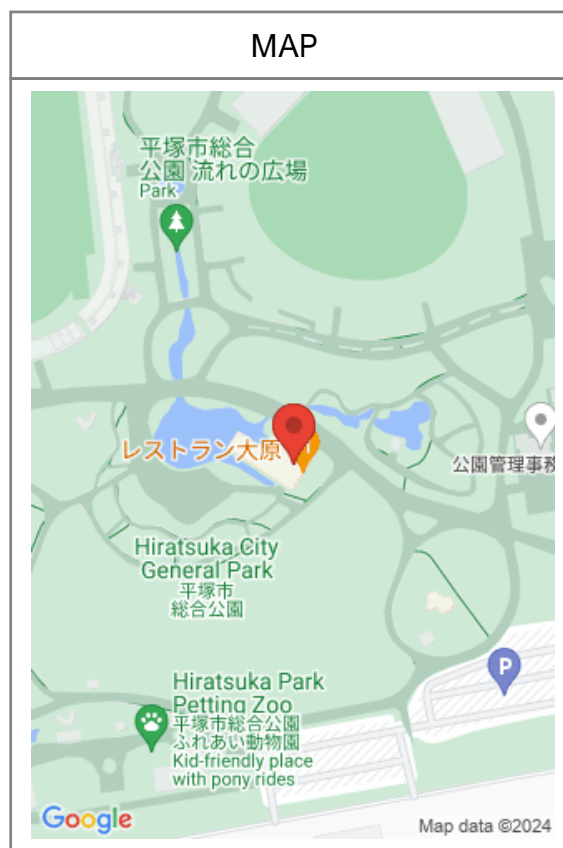 MAP
平塚市総合
公園 流れの広場
Park
レストラン大原
公園管理事務
Hiratsuka City
General Park
平塚市
総合公園
P
Hiratsuka Park
Petting Zoo
平塚市総合公園
ふれあい動物園
Kid-friendly place
with pony rides
Google
Map data ©2024